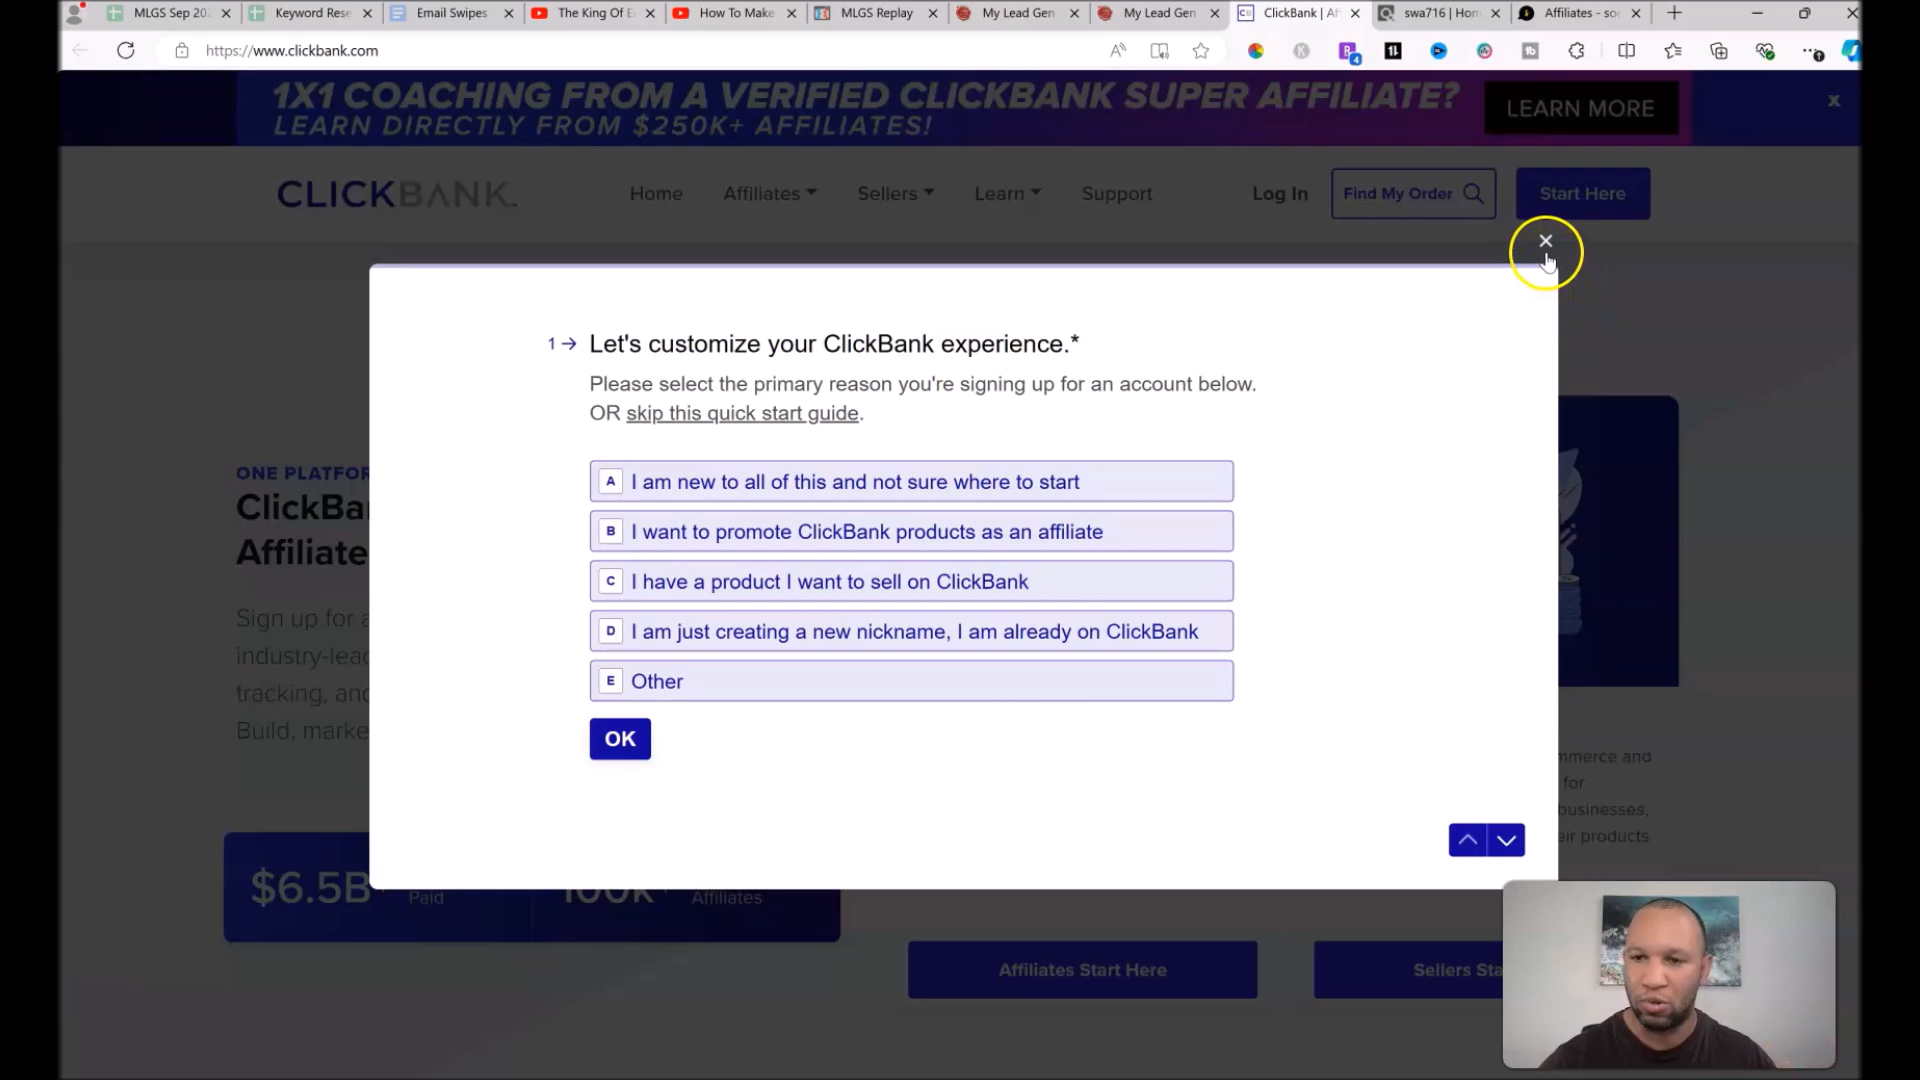 MLGS Sep 20
Keyword Rese
Email Swipes
The King Of E
How To Make
MLGS Replay
My Lead Gen
My Lead Gen
ClickBank | Af
swa716 | Hom
Affiliates - so
https://www.clickbank.com
1X1 COACHING FROM A VERIFIED CLICKBANK SUPER AFFILIATE?
LEARN DIRECTLY FROM $250K+ AFFILIATES!
LEARN MORE
x
CLICKBANK.
Home
Affiliates
Sellers
Learn
Support
Log In
Find My Order
Start Here
1 → Let's customize your ClickBank experience.*
Please select the primary reason you're signing up for an account below.
OR skip this quick start guide.
A I am new to all of this and not sure where to start
B I want to promote ClickBank products as an affiliate
C I have a product I want to sell on ClickBank
D I am just creating a new nickname, I am already on ClickBank
E Other
OK
ONE PLATFOR
ClickBa
Affiliate
Sign up for a
industry-lead
tracking, and
Build, marke
$6.5B
Paid
100K
Affiliates
mmerce and
for
businesses,
eir products
Affiliates Start Here
Sellers Sta